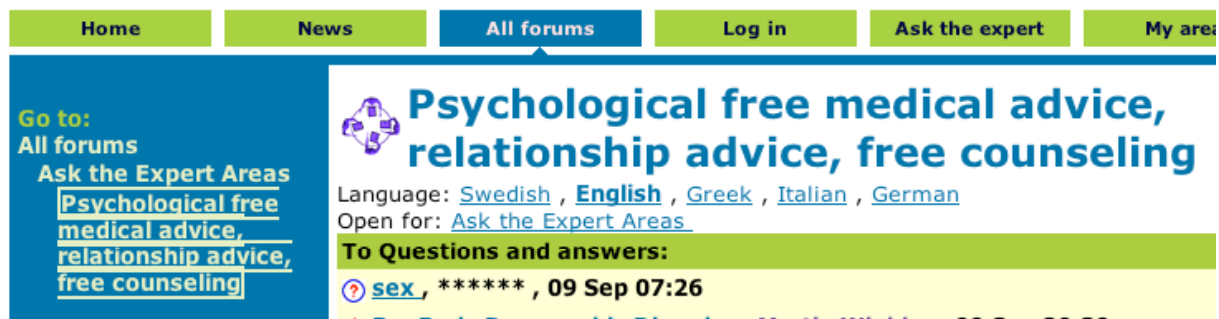 Home News All forums Log in Ask the expert My area
Go to:
All forums
Ask the Expert Areas
Psychological free
medical advice,
relationship advice,
free counseling
Psychological free medical advice,
relationship advice, free counseling
Language: Swedish , English , Greek , Italian , German
Open for: Ask the Expert Areas
To Questions and answers:
sex , ****** , 09 Sep 07:26